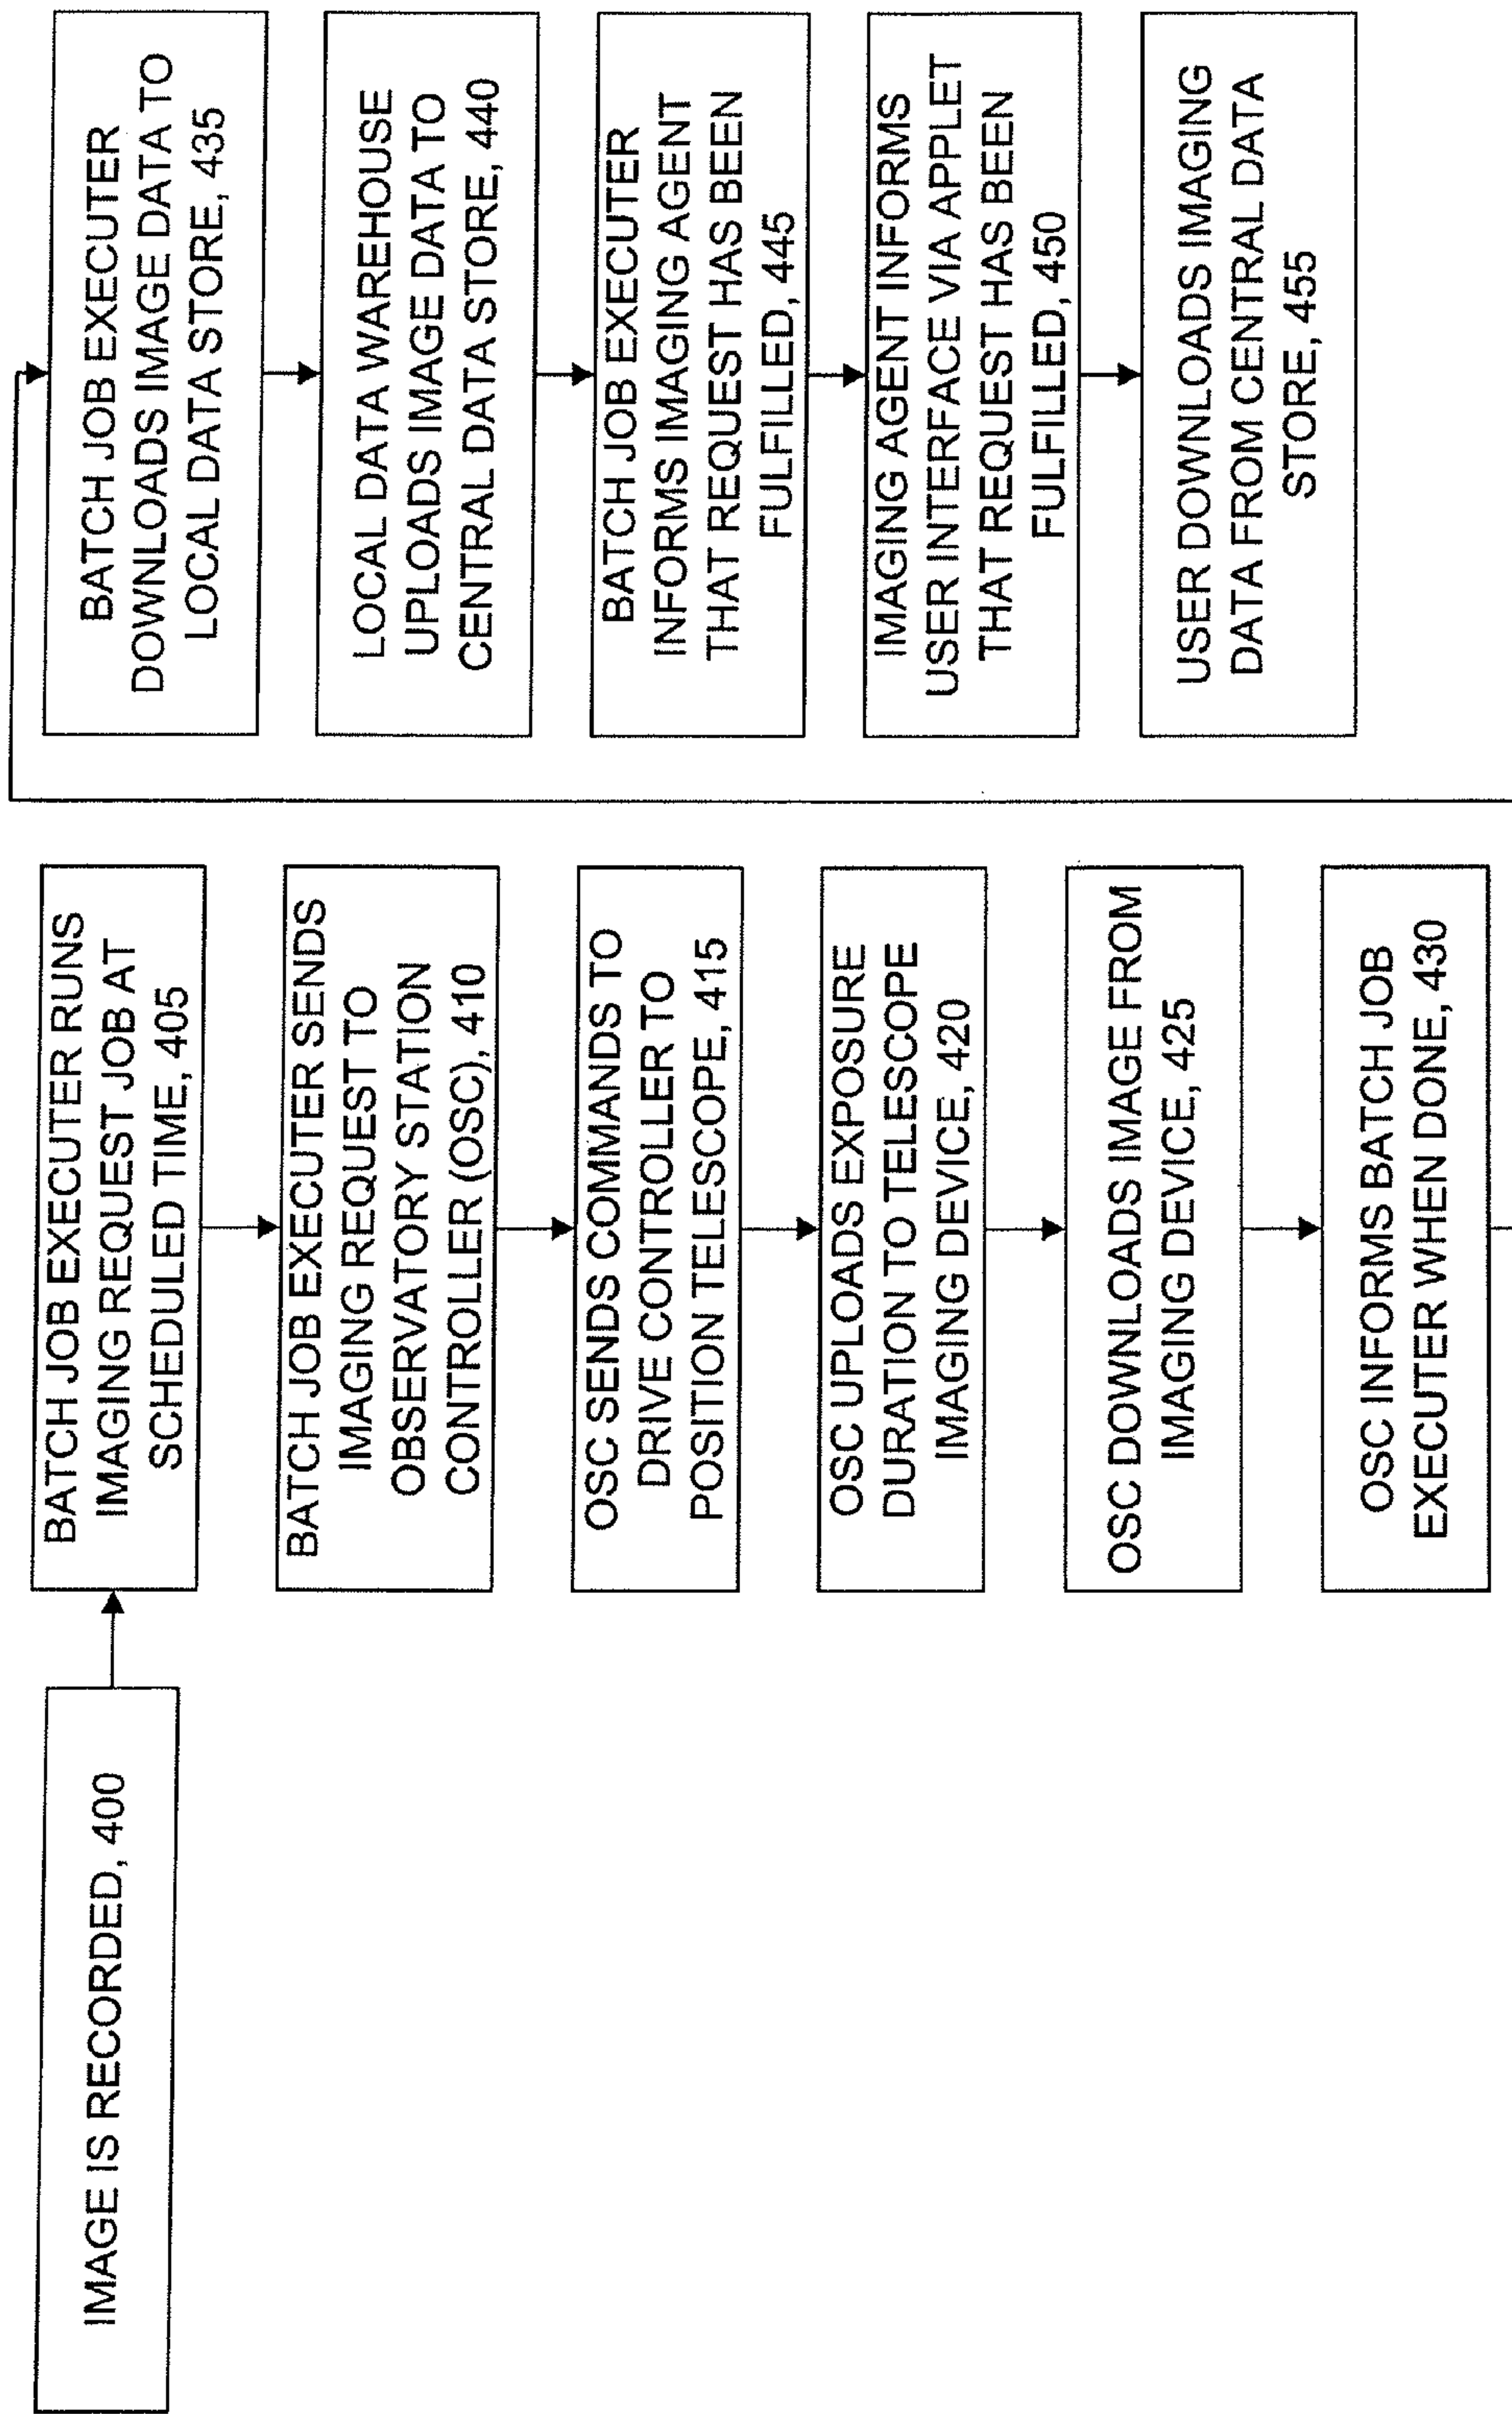 IMAGE IS RECORDED, 400
BATCH JOB EXECUTER RUNS
IMAGING REQUEST JOB AT
SCHEDULED TIME, 405
BATCH JOB EXECUTER SENDS
IMAGING REQUEST TO
OBSERVATORY STATION
CONTROLLER (OSC), 410
OSC SENDS COMMANDS TO
DRIVE CONTROLLER TO
POSITION TELESCOPE, 415
OSC UPLOADS EXPOSURE
DURATION TO TELESCOPE
IMAGING DEVICE, 420
OSC DOWNLOADS IMAGE FROM
IMAGING DEVICE, 425
OSC INFORMS BATCH JOB
EXECUTER WHEN DONE, 430
BATCH JOB EXECUTER
DOWNLOADS IMAGE DATA TO
LOCAL DATA STORE, 435
LOCAL DATA WAREHOUSE
UPLOADS IMAGE DATA TO
CENTRAL DATA STORE, 440
BATCH JOB EXECUTER
INFORMS IMAGING AGENT
THAT REQUEST HAS BEEN
FULFILLED, 445
IMAGING AGENT INFORMS
USER INTERFACE VIA APPLET
THAT REQUEST HAS BEEN
FULFILLED, 450
USER DOWNLOADS IMAGING
DATA FROM CENTRAL DATA
STORE, 455